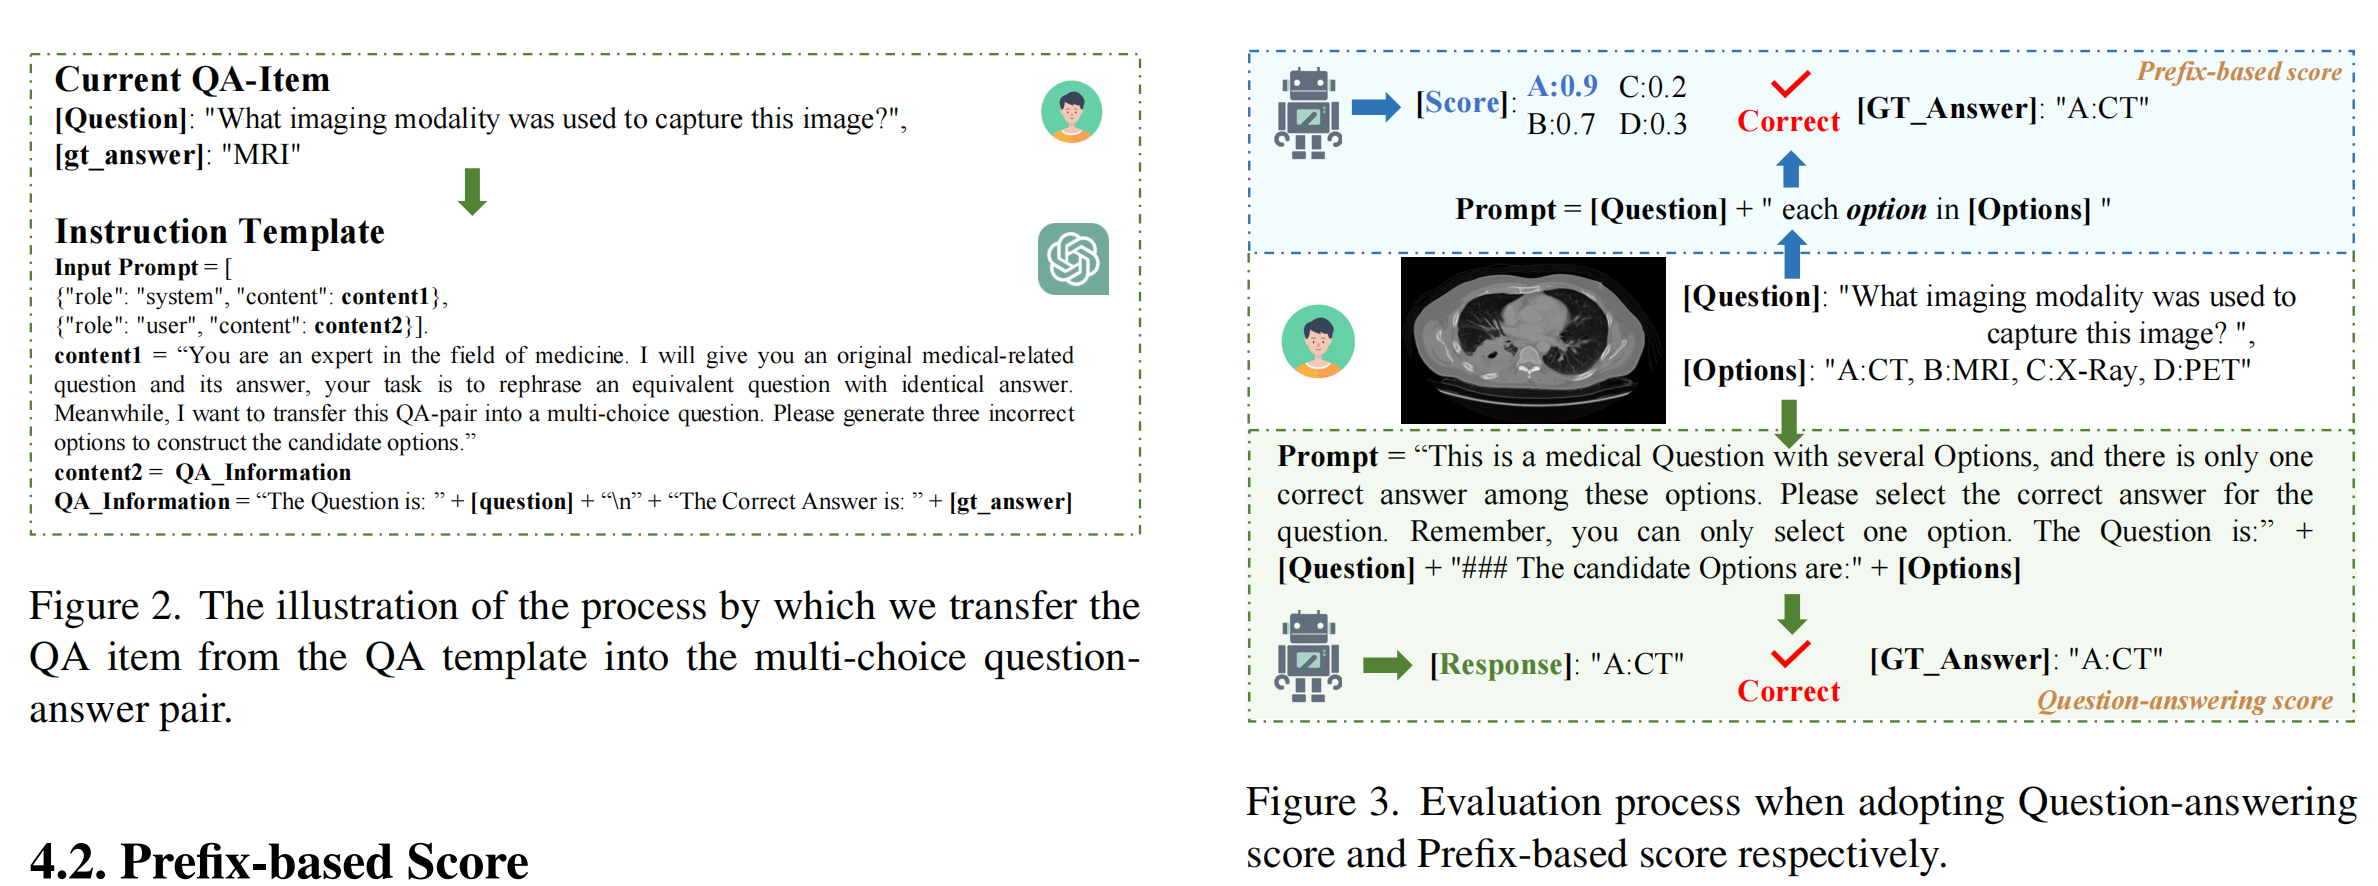 Current QA-Item
[Question]: "What imaging modality was used to capture this image?",
[gt_answer]: "MRI"
Instruction Template
Input Prompt = [
{"role": "system", "content": content1},
{"role": "user", "content": content2}].
content1 = “You are an expert in the field of medicine. I will give you an original medical-related
question and its answer, your task is to rephrase an equivalent question with identical answer.
Meanwhile, I want to transfer this QA-pair into a multi-choice question. Please generate three incorrect
options to construct the candidate options.”
content2 = QA_Information
QA_Information = “The Question is: ” + [question] + “\n” + “The Correct Answer is: ” + [gt_answer]
Figure 2. The illustration of the process by which we transfer the
QA item from the QA template into the multi-choice question-
answer pair.
4.2. Prefix-based Score
Prefix-based score
[Score]: A:0.9 C:0.2
B:0.7 D:0.3
Correct
[GT_Answer]: "A:CT"
Prompt = [Question] + " each option in [Options] "
[Question]: "What imaging modality was used to
capture this image? ",
[Options]: "A:CT, B:MRI, C:X-Ray, D:PET"
Prompt = “This is a medical Question with several Options, and there is only one
correct answer among these options. Please select the correct answer for the
question. Remember, you can only select one option. The Question is:” +
[Question] + "### The candidate Options are:" + [Options]
[Response]: "A:CT"
Correct
[GT_Answer]: "A:CT"
Question-answering score
Figure 3. Evaluation process when adopting Question-answering
score and Prefix-based score respectively.